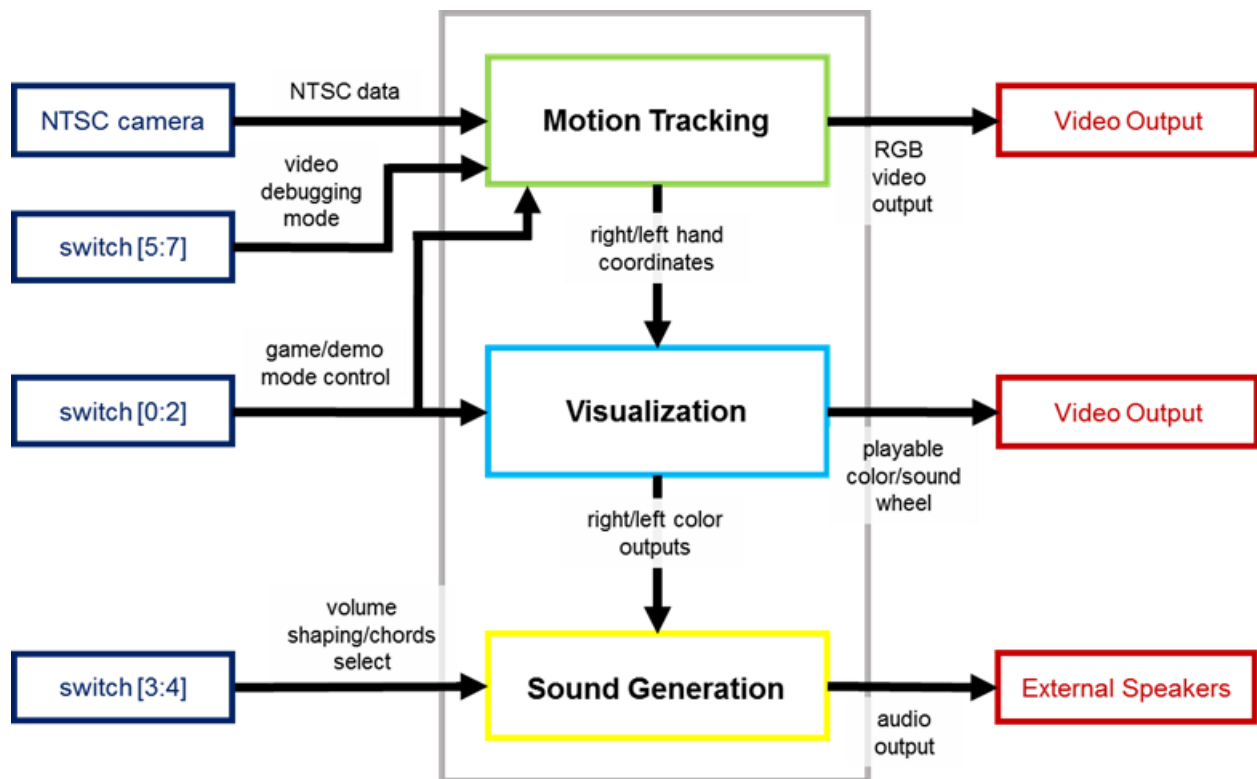 NTSC camera
NTSC data
Motion Tracking
RGB
video
output
Video Output
video
debugging
mode
switch [5:7]
right/left hand
coordinates
game/demo
mode control
switch [0:2]
Visualization
playable
color/sound
wheel
Video Output
right/left color
outputs
volume
shaping/chords
select
switch [3:4]
Sound Generation
audio
output
External Speakers